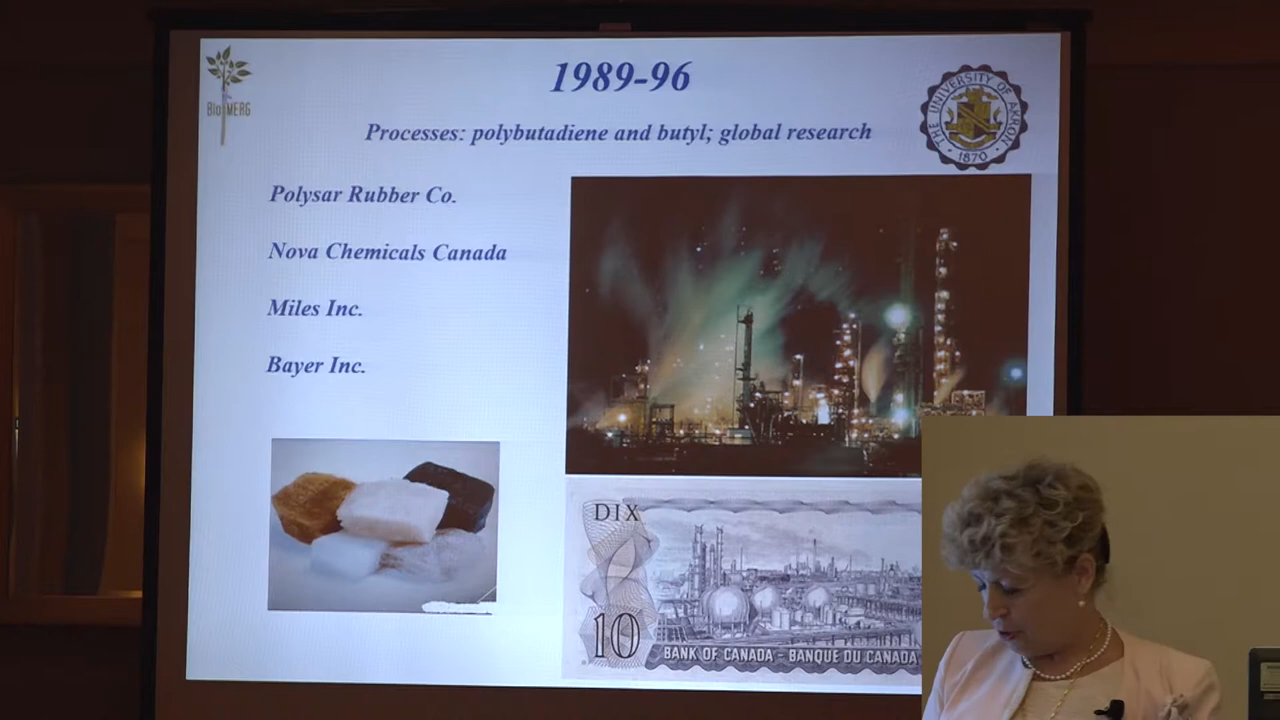 1989-96
BioMERG
THE UNIVERSITY OF AKRON
1870
Processes: polybutadiene and butyl; global research
Polysar Rubber Co.
Nova Chemicals Canada
Miles Inc.
Bayer Inc.
DIX
10
BANK OF CANADA - BANQUE DU CANADA